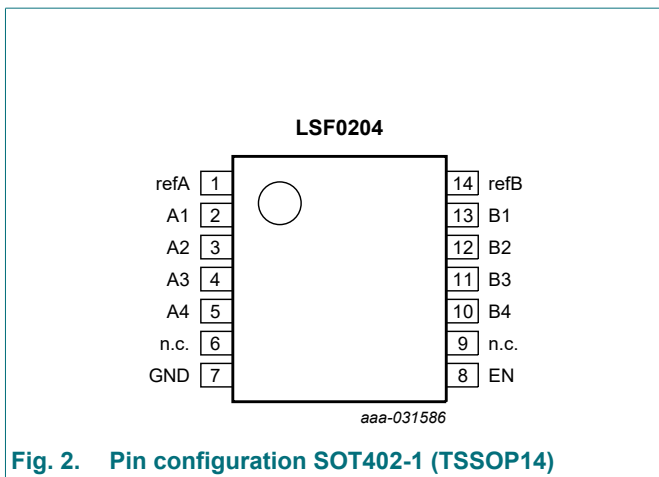 LSF0204
refA 1 14 refB
A1 2 13 B1
A2 3 12 B2
A3 4 11 B3
A4 5 10 B4
n.c. 6 9 n.c.
GND 7 8 EN
aaa-031586
Fig. 2. Pin configuration SOT402-1 (TSSOP14)